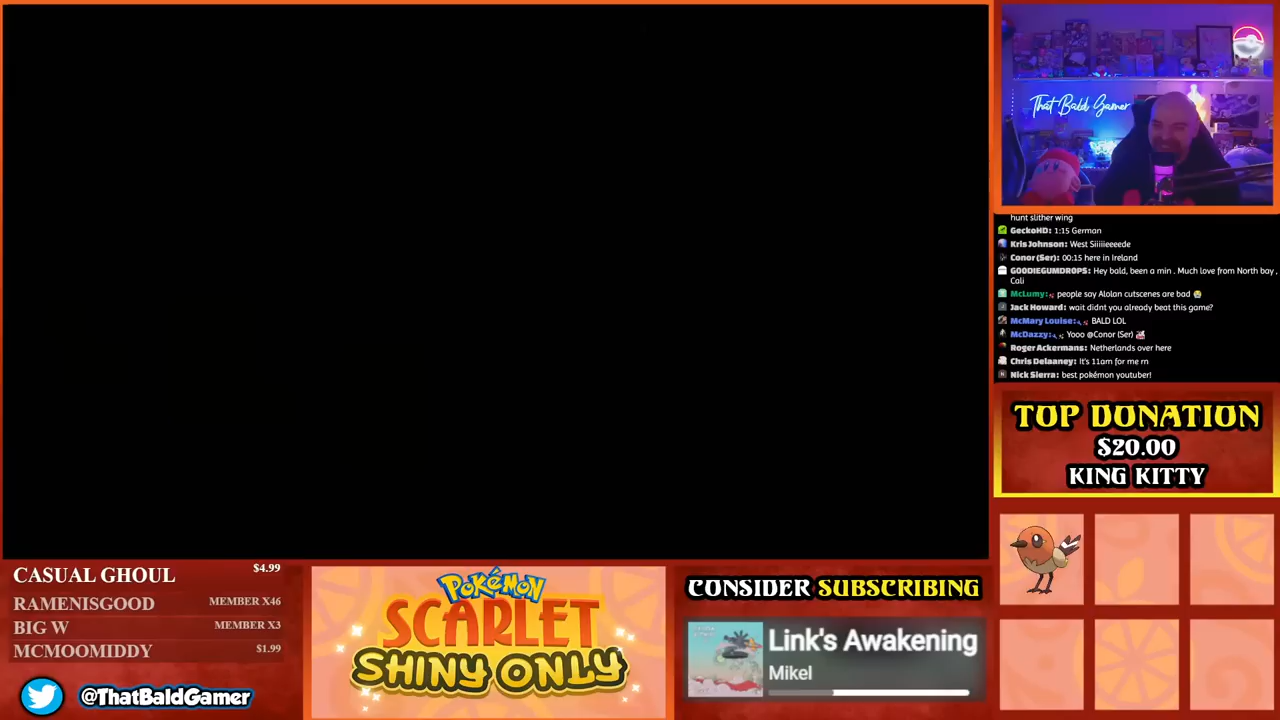 That Bald Gamer
hunt slither wing
GeckoHD: 1:15 German
Kris Johnson: West Siiiiieeeede
Conor (Ser): 00:15 here in Ireland
G00DIEGUMDR0PS: Hey bald, been a min . Much love from North bay ,
Cali
McLumy: people say Alolan cutscenes are bad 😭
Jack Howard: wait didnt you already beat this game?
McMary Louise: BALD LOL
McDazzy: Yooo @Conor (Ser)
Roger Ackermans: Netherlands over here
Chris Delaaney: It's 11am for me rn
Nick Sierra: best pokémon youtuber!
TOP DONATION
$20.00
KING KITTY
CASUAL GHOUL $4.99
RAMENISGOOD MEMBER X46
BIG W MEMBER X3
MCMOOMIDDY $1.99
@ThatBaldGamer
POKÉMON
SCARLET
SHINY ONLY
CONSIDER SUBSCRIBING
Link's Awakening
Mikel